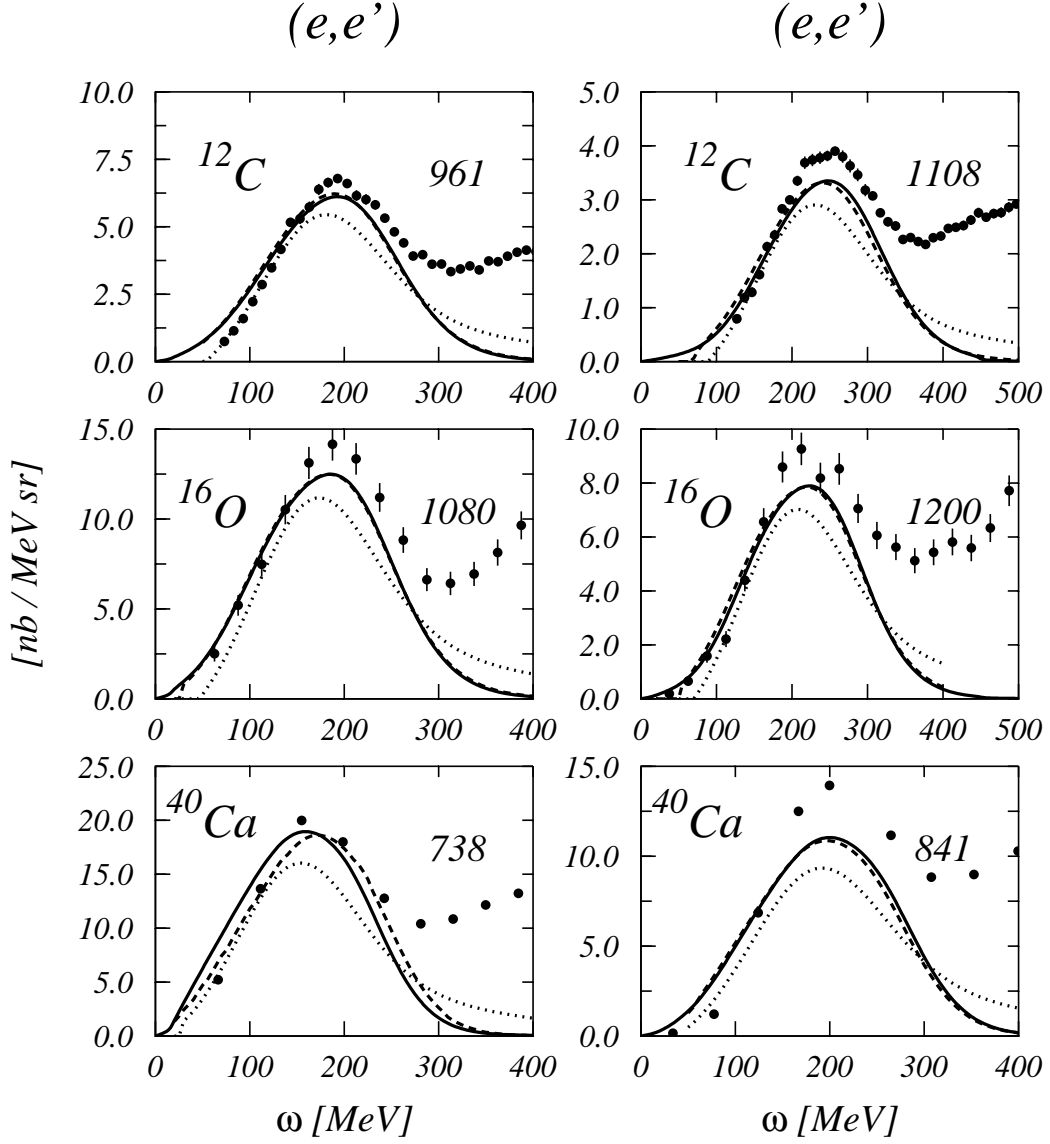 (e,e’) (e,e’)
10.0 7.5 5.0 2.5 0.0
¹²C 961
0 100 200 300 400
5.0 4.0 3.0 2.0 1.0 0.0
¹²C 1108
0 100 200 300 400 500
[nb / MeV sr]
15.0 10.0 5.0 0.0
¹⁶O 1080
0 100 200 300 400
10.0 8.0 6.0 4.0 2.0 0.0
¹⁶O 1200
0 100 200 300 400 500
25.0 20.0 15.0 10.0 5.0 0.0
⁴⁰Ca 738
0 100 200 300 400
15.0 10.0 5.0 0.0
⁴⁰Ca 841
0 100 200 300 400
ω [MeV] ω [MeV]